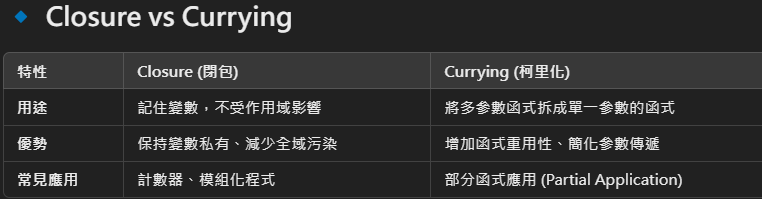 Closure vs Currying
特性 Closure (閉包) Currying (柯里化)
用途 記住變數，不受作用域影響 將多參數函式拆成單一參數的函式
優勢 保持變數私有、減少全域污染 增加函式重用性、簡化參數傳遞
常見應用 計數器、模組化程式 部分函式應用 (Partial Application)